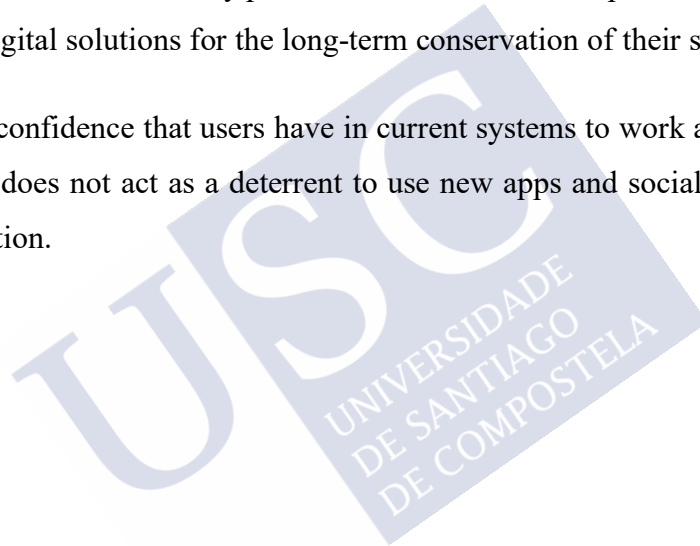 gital solutions for the long-term conservation of their s
confidence that users have in current systems to work a
does not act as a deterrent to use new apps and social
tion.
USC
UNIVERSIDADE
DE SANTIAGO
DE COMPOSTELA